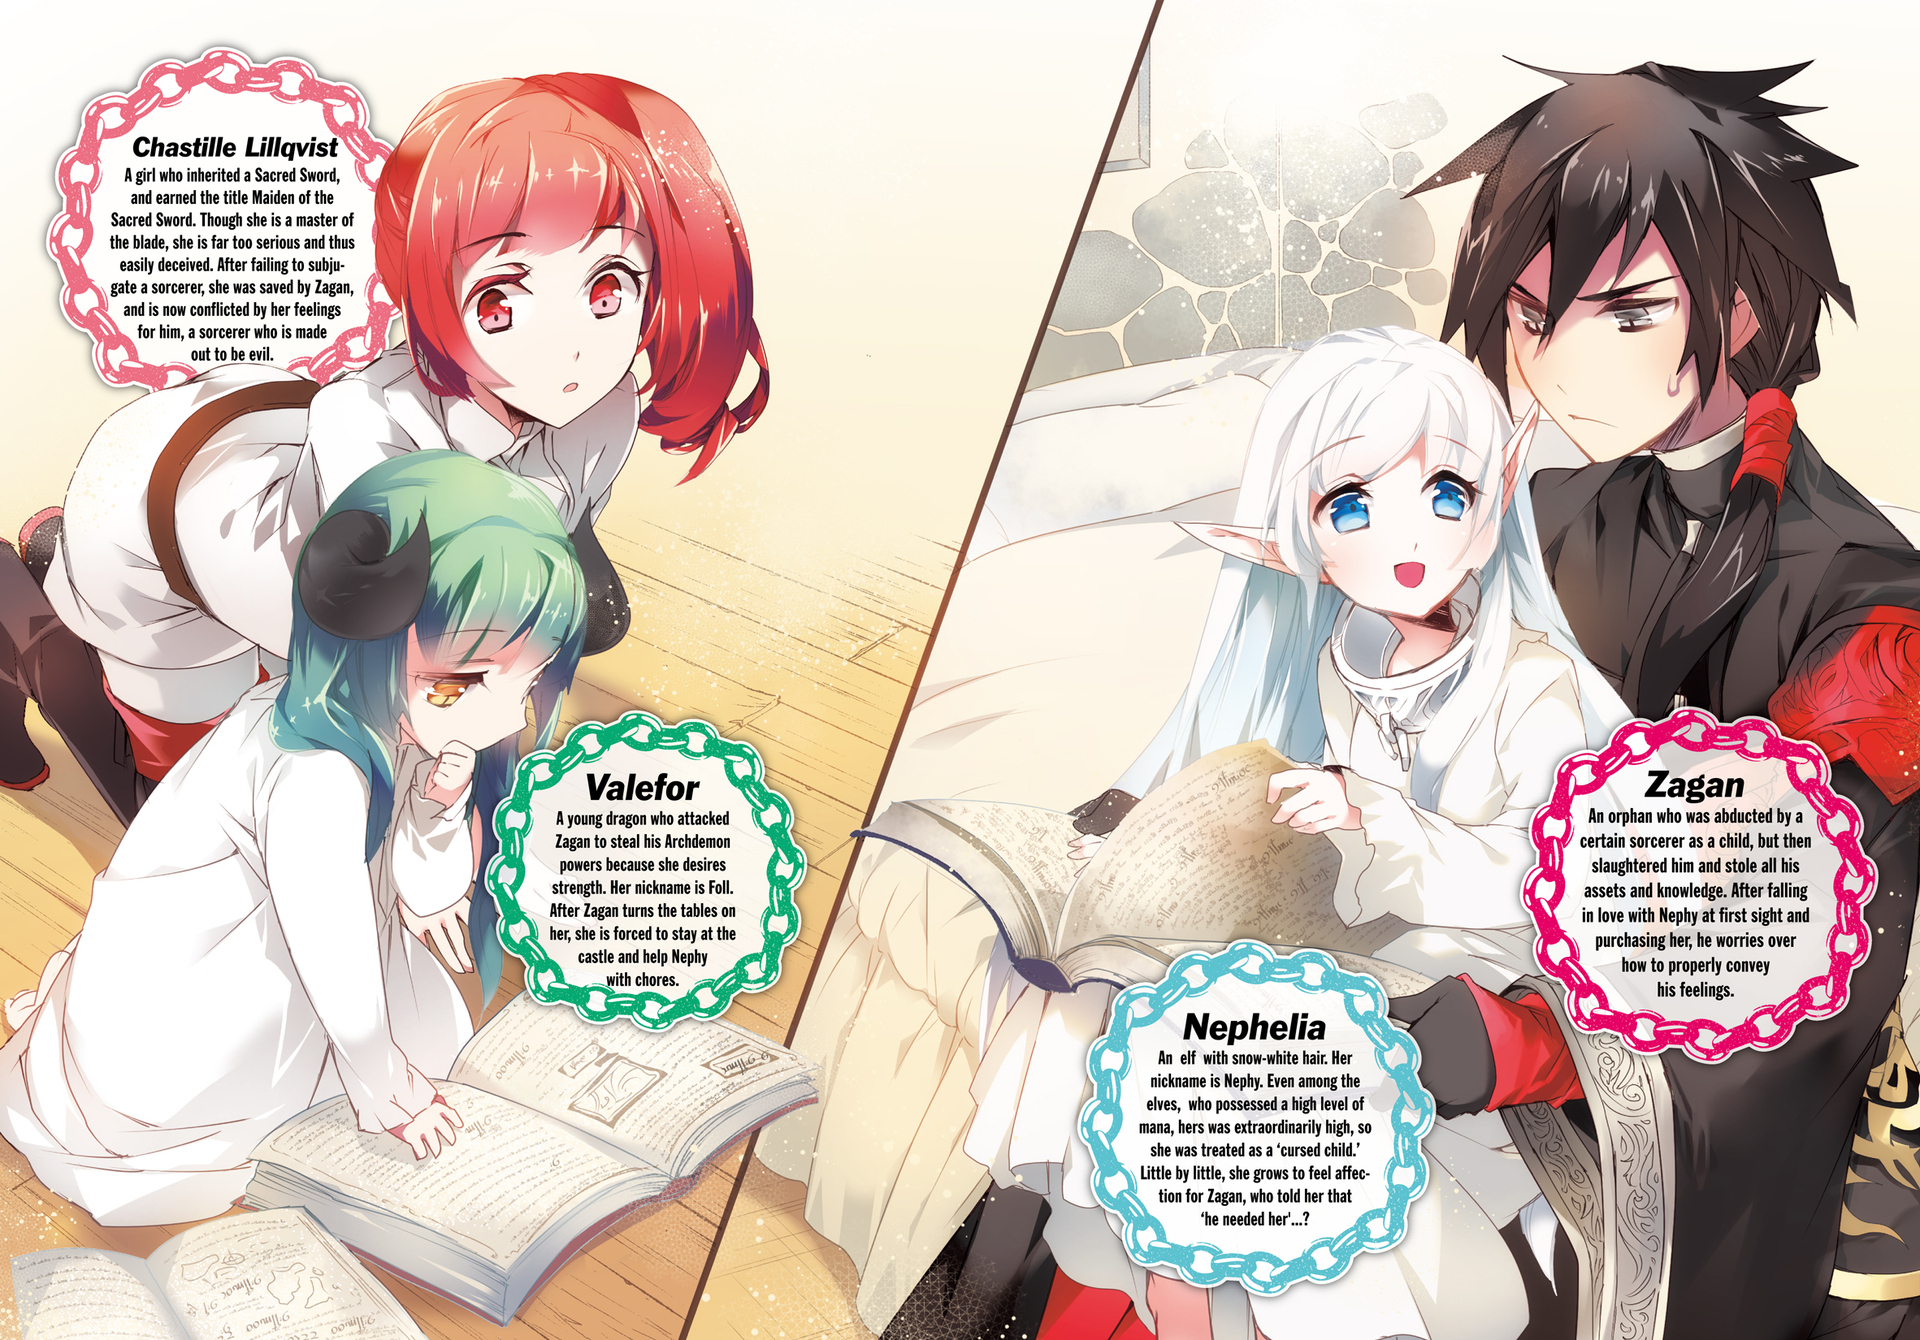 Chastille Lillqvist
A girl who inherited a Sacred Sword,
and earned the title Maiden of the
Sacred Sword. Though she is a master of
the blade, she is far too serious and thus
easily deceived. After failing to subju-
gate a sorcerer, she was saved by Zagan,
and is now conflicted by her feelings
for him, a sorcerer who is made
out to be evil.
Valefor
A young dragon who attacked
Zagan to steal his Archdemon
powers because she desires
strength. Her nickname is Foll.
After Zagan turns the tables on
her, she is forced to stay at the
castle and help Nephy
with chores.
Zagan
An orphan who was abducted by a
certain sorcerer as a child, but then
slaughtered him and stole all his
assets and knowledge. After falling
in love with Nephy at first sight and
purchasing her, he worries over
how to properly convey
his feelings.
Nephelia
An elf with snow-white hair. Her
nickname is Nephy. Even among the
elves, who possessed a high level of
mana, hers was extraordinarily high, so
she was treated as a ‘cursed child.’
Little by little, she grows to feel affec-
tion for Zagan, who told her that
‘he needed her'...?